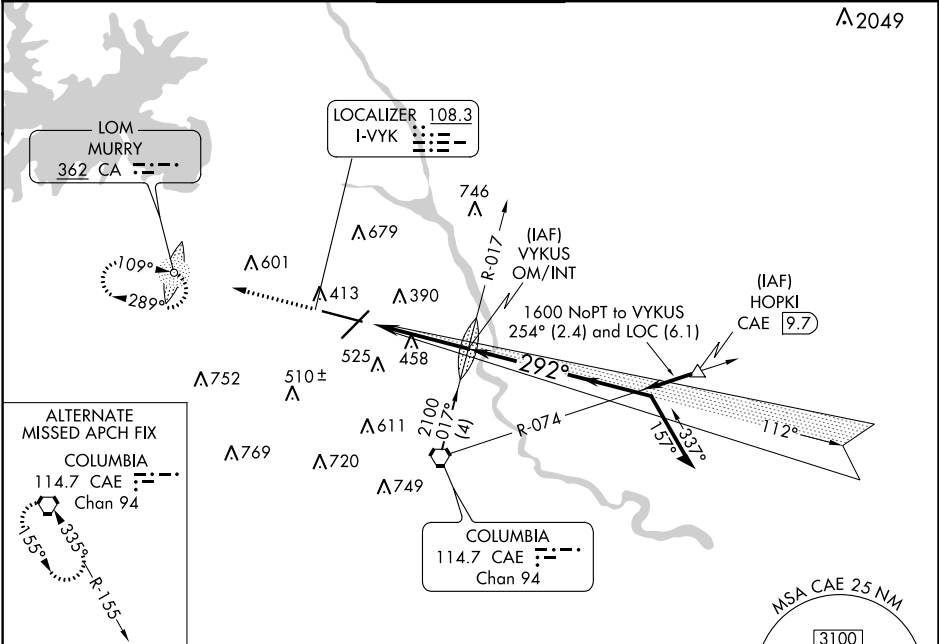 2049
LOM
MURRY
362 CA
LOCALIZER 108.3
I-VYK
746
R-017
(IAF)
VYKUS
OM/INT
(IAF)
HOPKI
CAE 9.7
679
601
109°
289°
413
390
1600 NoPT to VYKUS
254° (2.4) and LOC (6.1)
525
458
292°
752
510±
112°
337°
157°
611
2100
017°
(4)
R-074
769
720
749
ALTERNATE
MISSED APCH FIX
COLUMBIA
114.7 CAE
Chan 94
335°
155°
R-155
COLUMBIA
114.7 CAE
Chan 94
MSA CAE 25 NM
3100